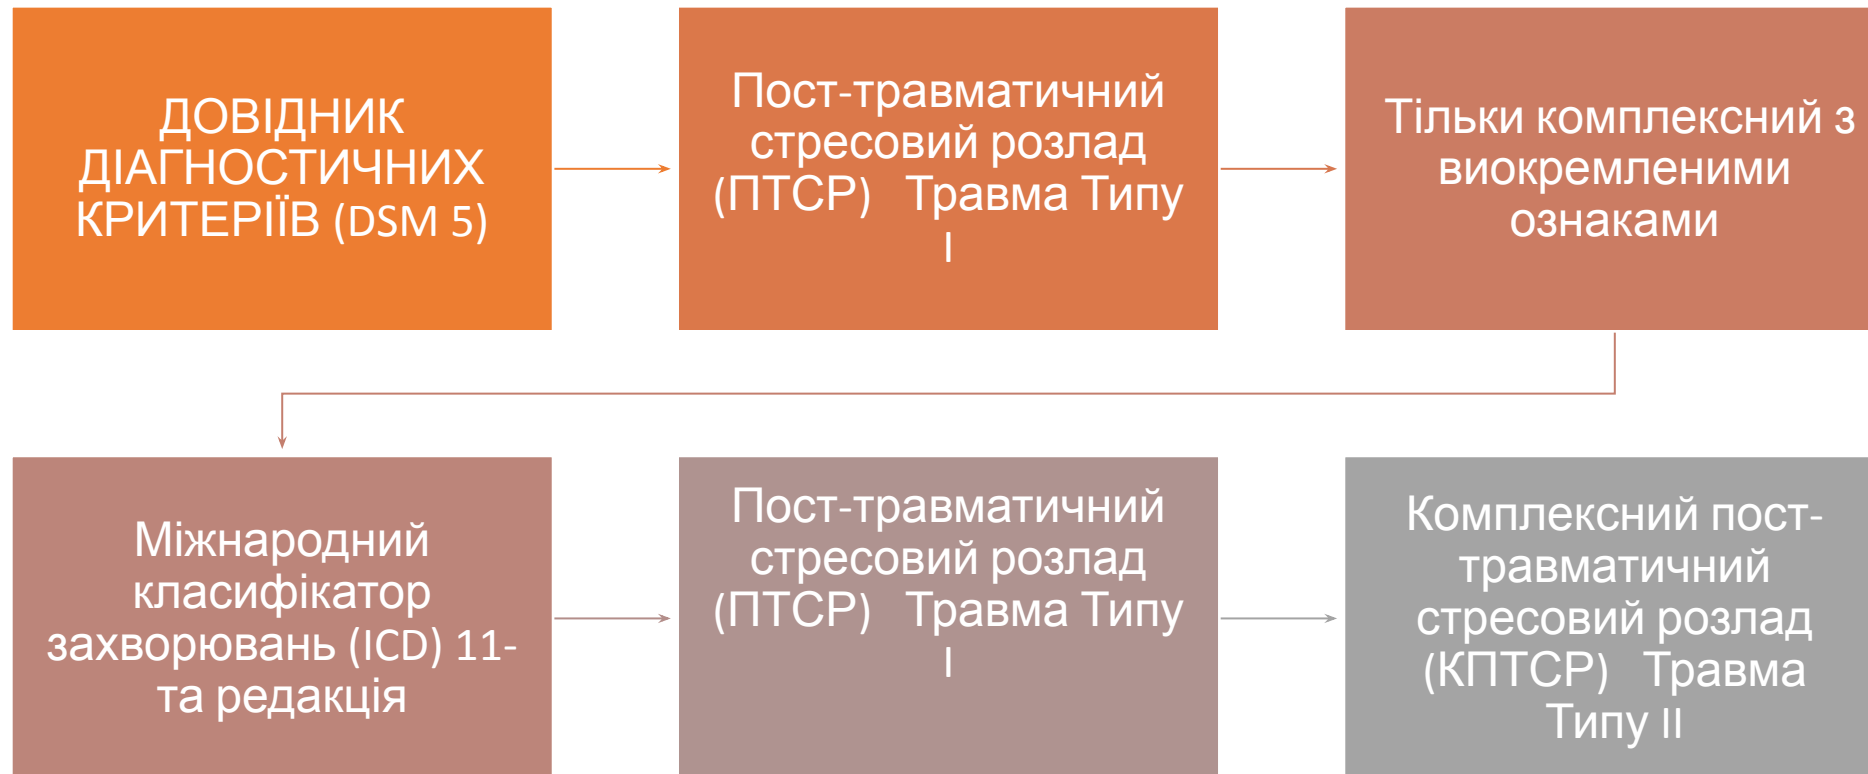 ДОВІДНИК
ДІАГНОСТИЧНИХ
КРИТЕРІЇВ (DSM 5)
Пост-травматичний
стресовий розлад
(ПТСР) Травма Типу
І
Тільки комплексний з
виокремленими
ознаками
Міжнародний
класифікатор
захворювань (ICD) 11-
та редакція
Пост-травматичний
стресовий розлад
(ПТСР) Травма Типу
І
Комплексний пост-
травматичний
стресовий розлад
(КПТСР) Травма
Типу ІІ